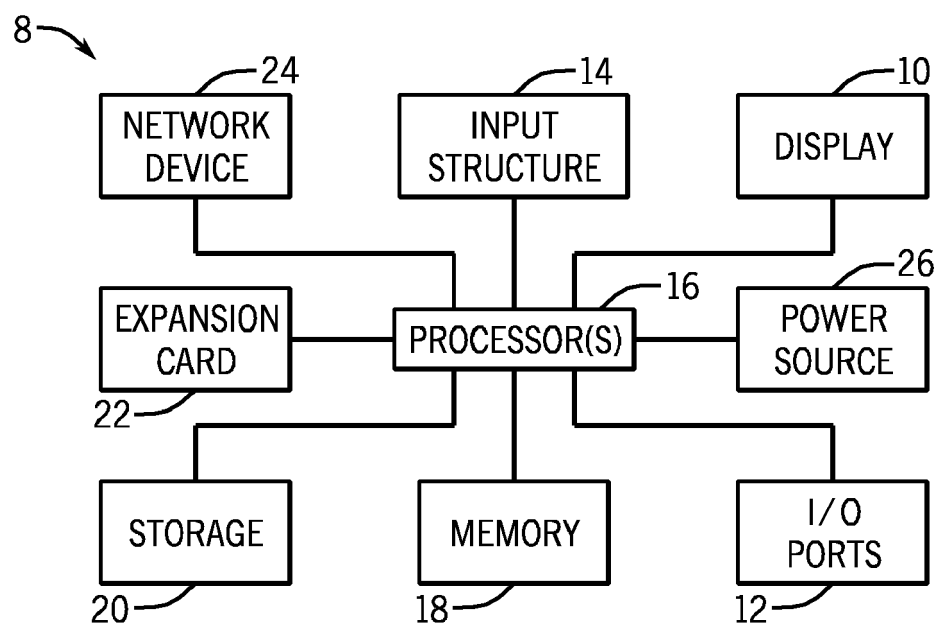 8
24
14
10
NETWORK
DEVICE
INPUT
STRUCTURE
DISPLAY
16
26
EXPANSION
CARD
PROCESSOR(S)
POWER
SOURCE
22
STORAGE
MEMORY
I/O
PORTS
20
18
12